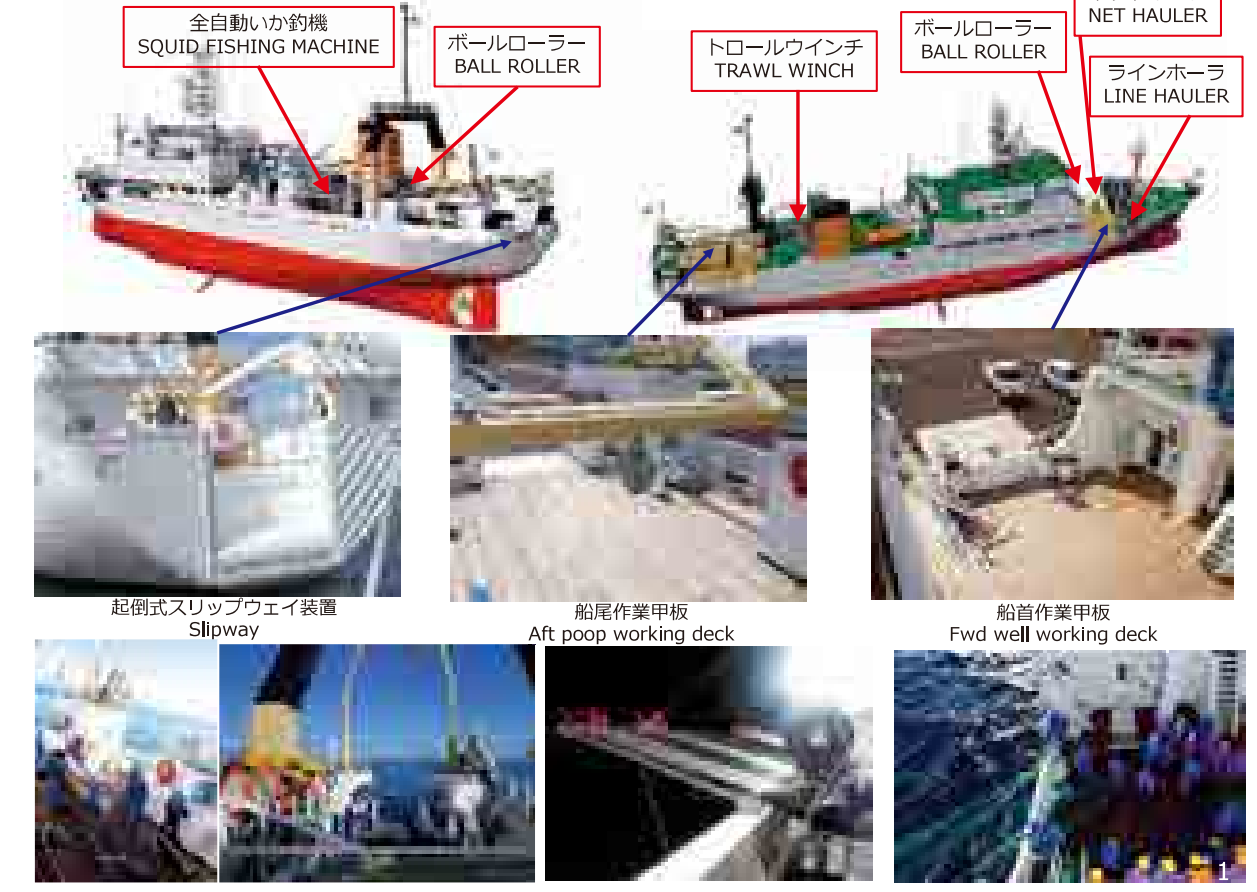 全自動いか釣機
SQUID FISHING MACHINE
ボールローラー
BALL ROLLER
トロールウインチ
TRAWL WINCH
ボールローラー
BALL ROLLER
NET HAULER
ラインホーラ
LINE HAULER
起倒式スリップウェイ装置
Slipway
船尾作業甲板
Aft poop working deck
船首作業甲板
Fwd well working deck
1